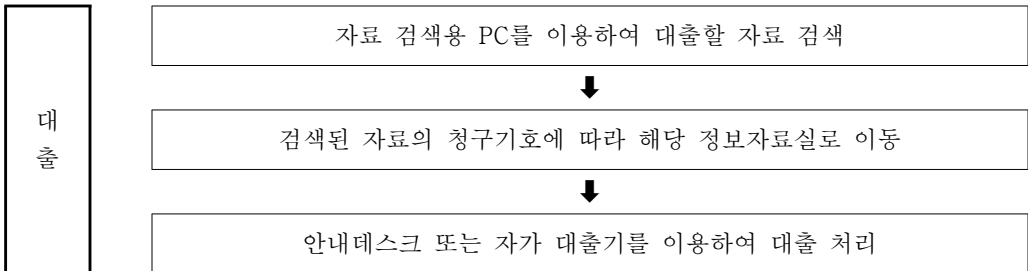 대
출
자료 검색용 PC를 이용하여 대출할 자료 검색
검색된 자료의 청구기호에 따라 해당 정보자료실로 이동
안내데스크 또는 자가 대출기를 이용하여 대출 처리